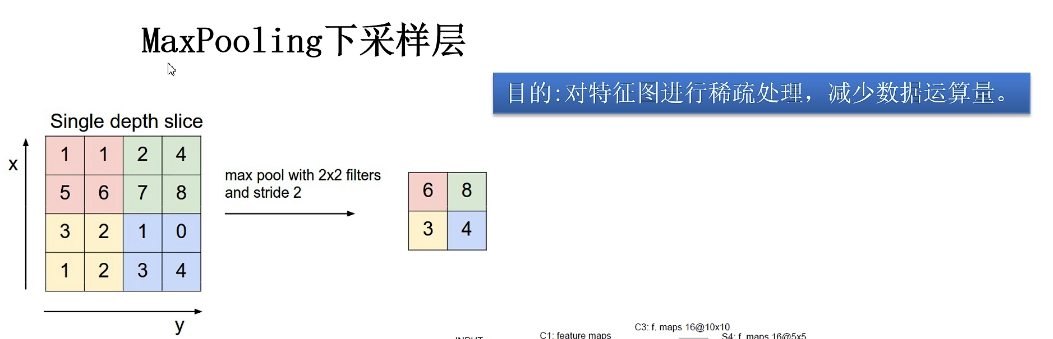 MaxPooling下采样层
目的:对特征图进行稀疏处理，减少数据运算量。
Single depth slice
x
1 1 2 4
5 6 7 8
3 2 1 0
1 2 3 4
y
max pool with 2x2 filters
and stride 2
6 8
3 4
INPUT
C1: feature maps
C3: f. maps 16@10x10
S4: f. maps 16@5x5